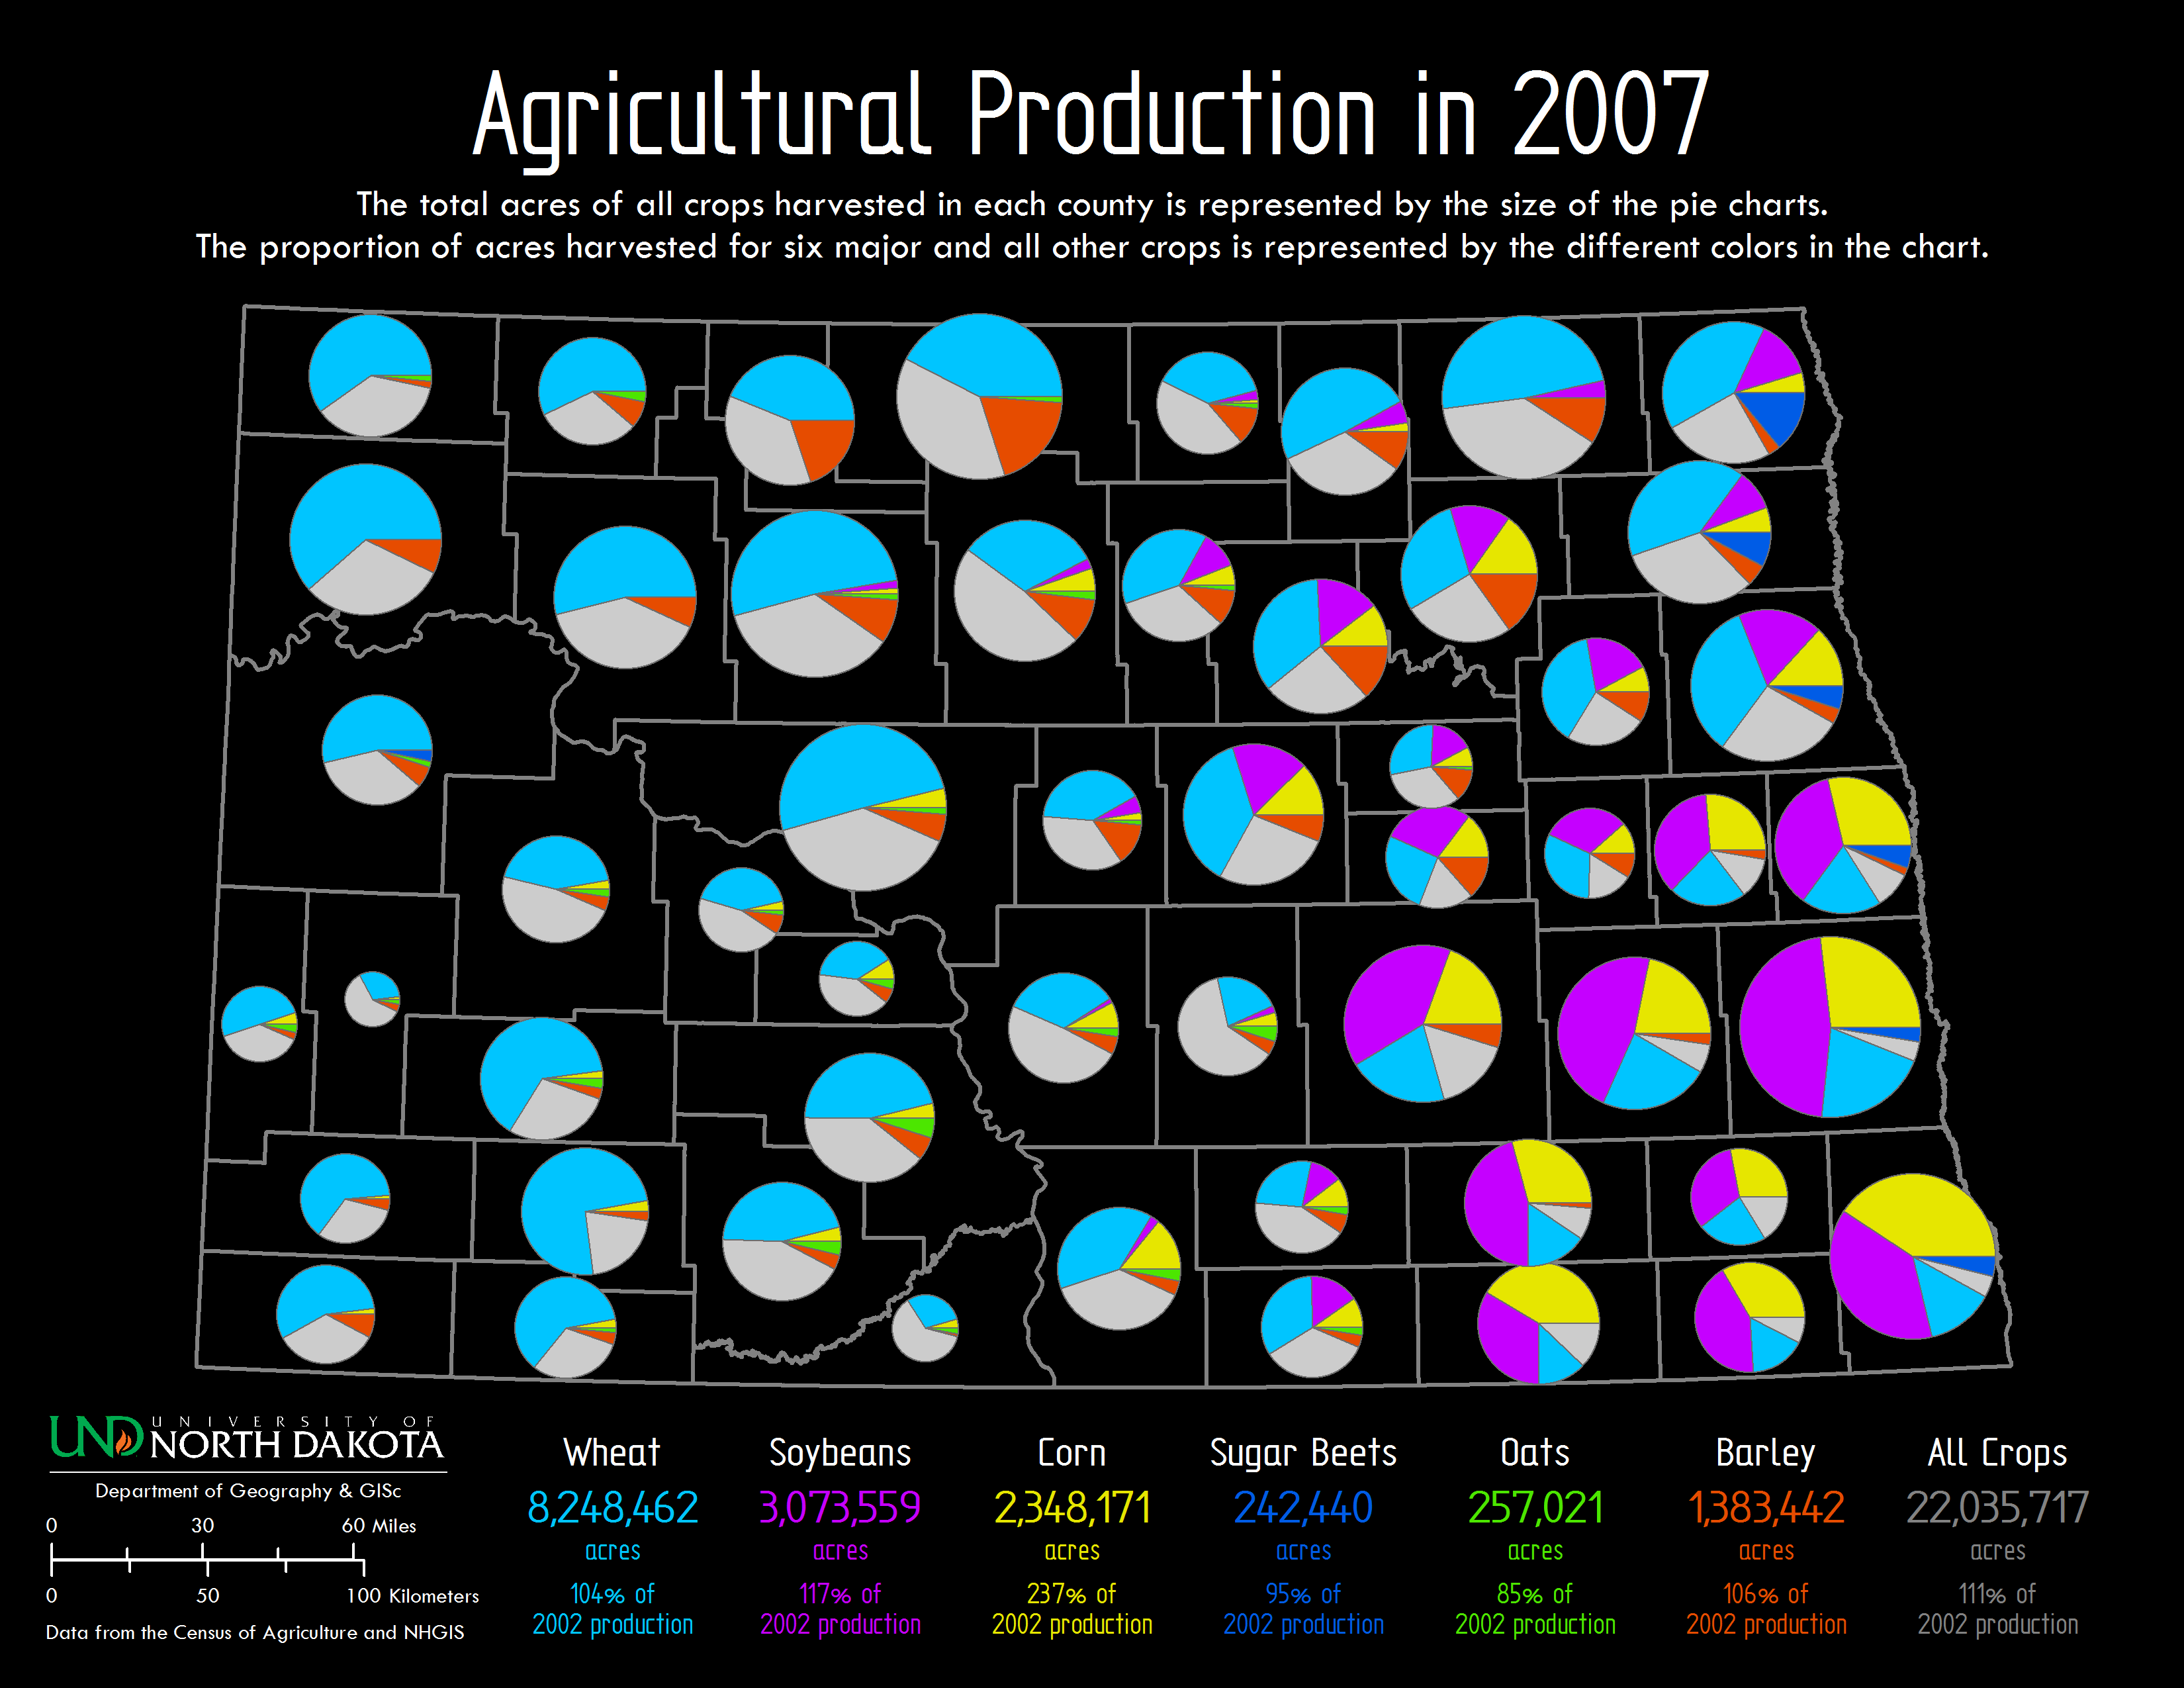 Agricultural Production in 2007
The total acres of all crops harvested in each county is represented by the size of the pie charts.
The proportion of acres harvested for six major and all other crops is represented by the different colors in the chart.
UND UNIVERSITY OF
NORTH DAKOTA
Department of Geography & GISc
0 30 60 Miles
0 50 100 Kilometers
Data from the Census of Agriculture and NHGIS
Wheat
8,248,462
acres
104% of
2002 production
Soybeans
3,073,559
acres
117% of
2002 production
Corn
2,348,171
acres
237% of
2002 production
Sugar Beets
242,440
acres
95% of
2002 production
Oats
257,021
acres
85% of
2002 production
Barley
1,383,442
acres
106% of
2002 production
All Crops
22,035,717
acres
111% of
2002 production